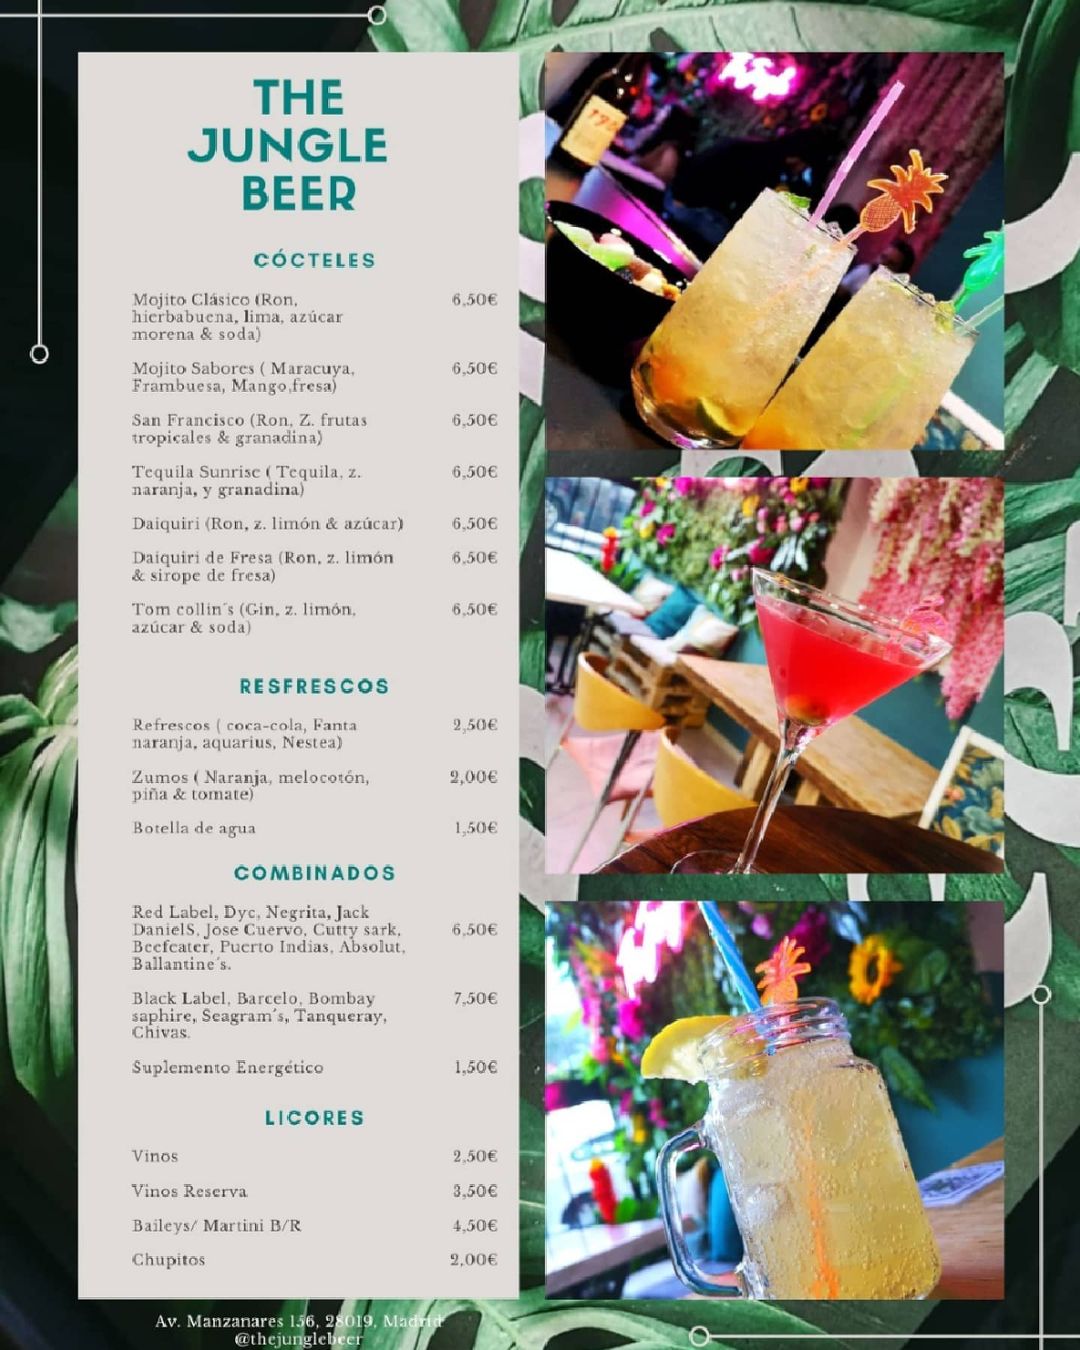 THE
JUNGLE
BEER
CÓCTELES
Mojito Clásico (Ron, 6,50€
hierbabuena, lima, azúcar
morena & soda)
Mojito Sabores ( Maracuya, 6,50€
Frambuesa, Mango,fresa)
San Francisco (Ron, Z. frutas 6,50€
tropicales & granadina)
Tequila Sunrise ( Tequila, z. 6,50€
naranja, y granadina)
Daiquiri (Ron, z. limón & azúcar) 6,50€
Daiquiri de Fresa (Ron, z. limón 6,50€
& sirope de fresa)
Tom collin´s (Gin, z. limón, 6,50€
azúcar & soda)
RESFRESCOS
Refrescos ( coca-cola, Fanta 2,50€
naranja, aquarius, Nestea)
Zumos ( Naranja, melocotón, 2,00€
piña & tomate)
Botella de agua 1,50€
COMBINADOS
Red Label, Dyc, Negrita, Jack
DanielS, Jose Cuervo, Cutty sark, 6,50€
Beefeater, Puerto Indias, Absolut,
Ballantine´s.
Black Label, Barcelo, Bombay 7,50€
saphire, Seagram´s, Tanqueray,
Chivas.
Suplemento Energético 1,50€
LICORES
Vinos 2,50€
Vinos Reserva 3,50€
Baileys/ Martini B/R 4,50€
Chupitos 2,00€
Av. Manzanares 156, 28019, Madrid
@thejunglebeer